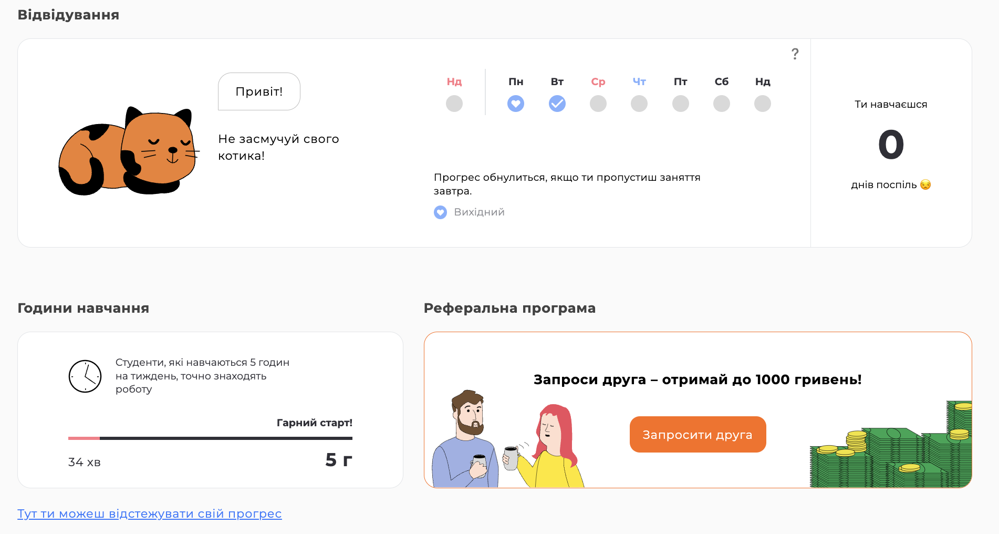 Відвідування
Привіт!
Не засмучуй свого
котика!
?
Нд Пн Вт Ср Чт Пт Сб Нд
Прогрес обнулиться, якщо ти пропустиш заняття
завтра.
Вихідний
Ти навчаєшся
0
днів поспіль 😒
Години навчання
Студенти, які навчаються 5 годин
на тиждень, точно знаходять
роботу
Гарний старт!
34 хв
5 г
Реферальна програма
Запроси друга – отримай до 1000 гривень!
Запросити друга
Тут ти можеш відстежувати свій прогрес